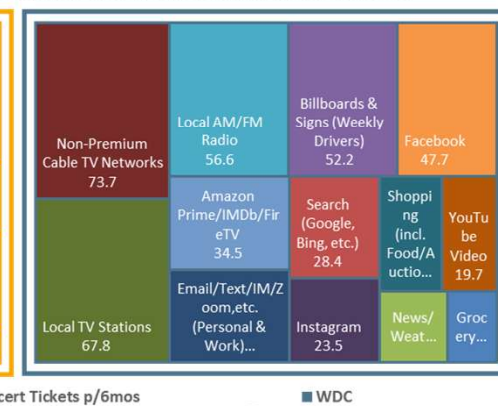 Non-Premium
Cable TV Networks
73.7
Local TV Stations
67.8
Local AM/FM
Radio
56.6
Billboards &
Signs (Weekly
Drivers)
52.2
Facebook
47.7
Amazon
Prime/IMDb/Fir
eTV
34.5
Email/Text/IM/Z
oom,etc.
(Personal &
Work)...
Search
(Google,
Bing, etc.)
28.4
Instagram
23.5
Shoppi
ng
(incl.
Food/A
uctio...
YouTu
be
Video
19.7
News/
Weat...
Groc
ery...
cert Tickets p/6mos
WDC